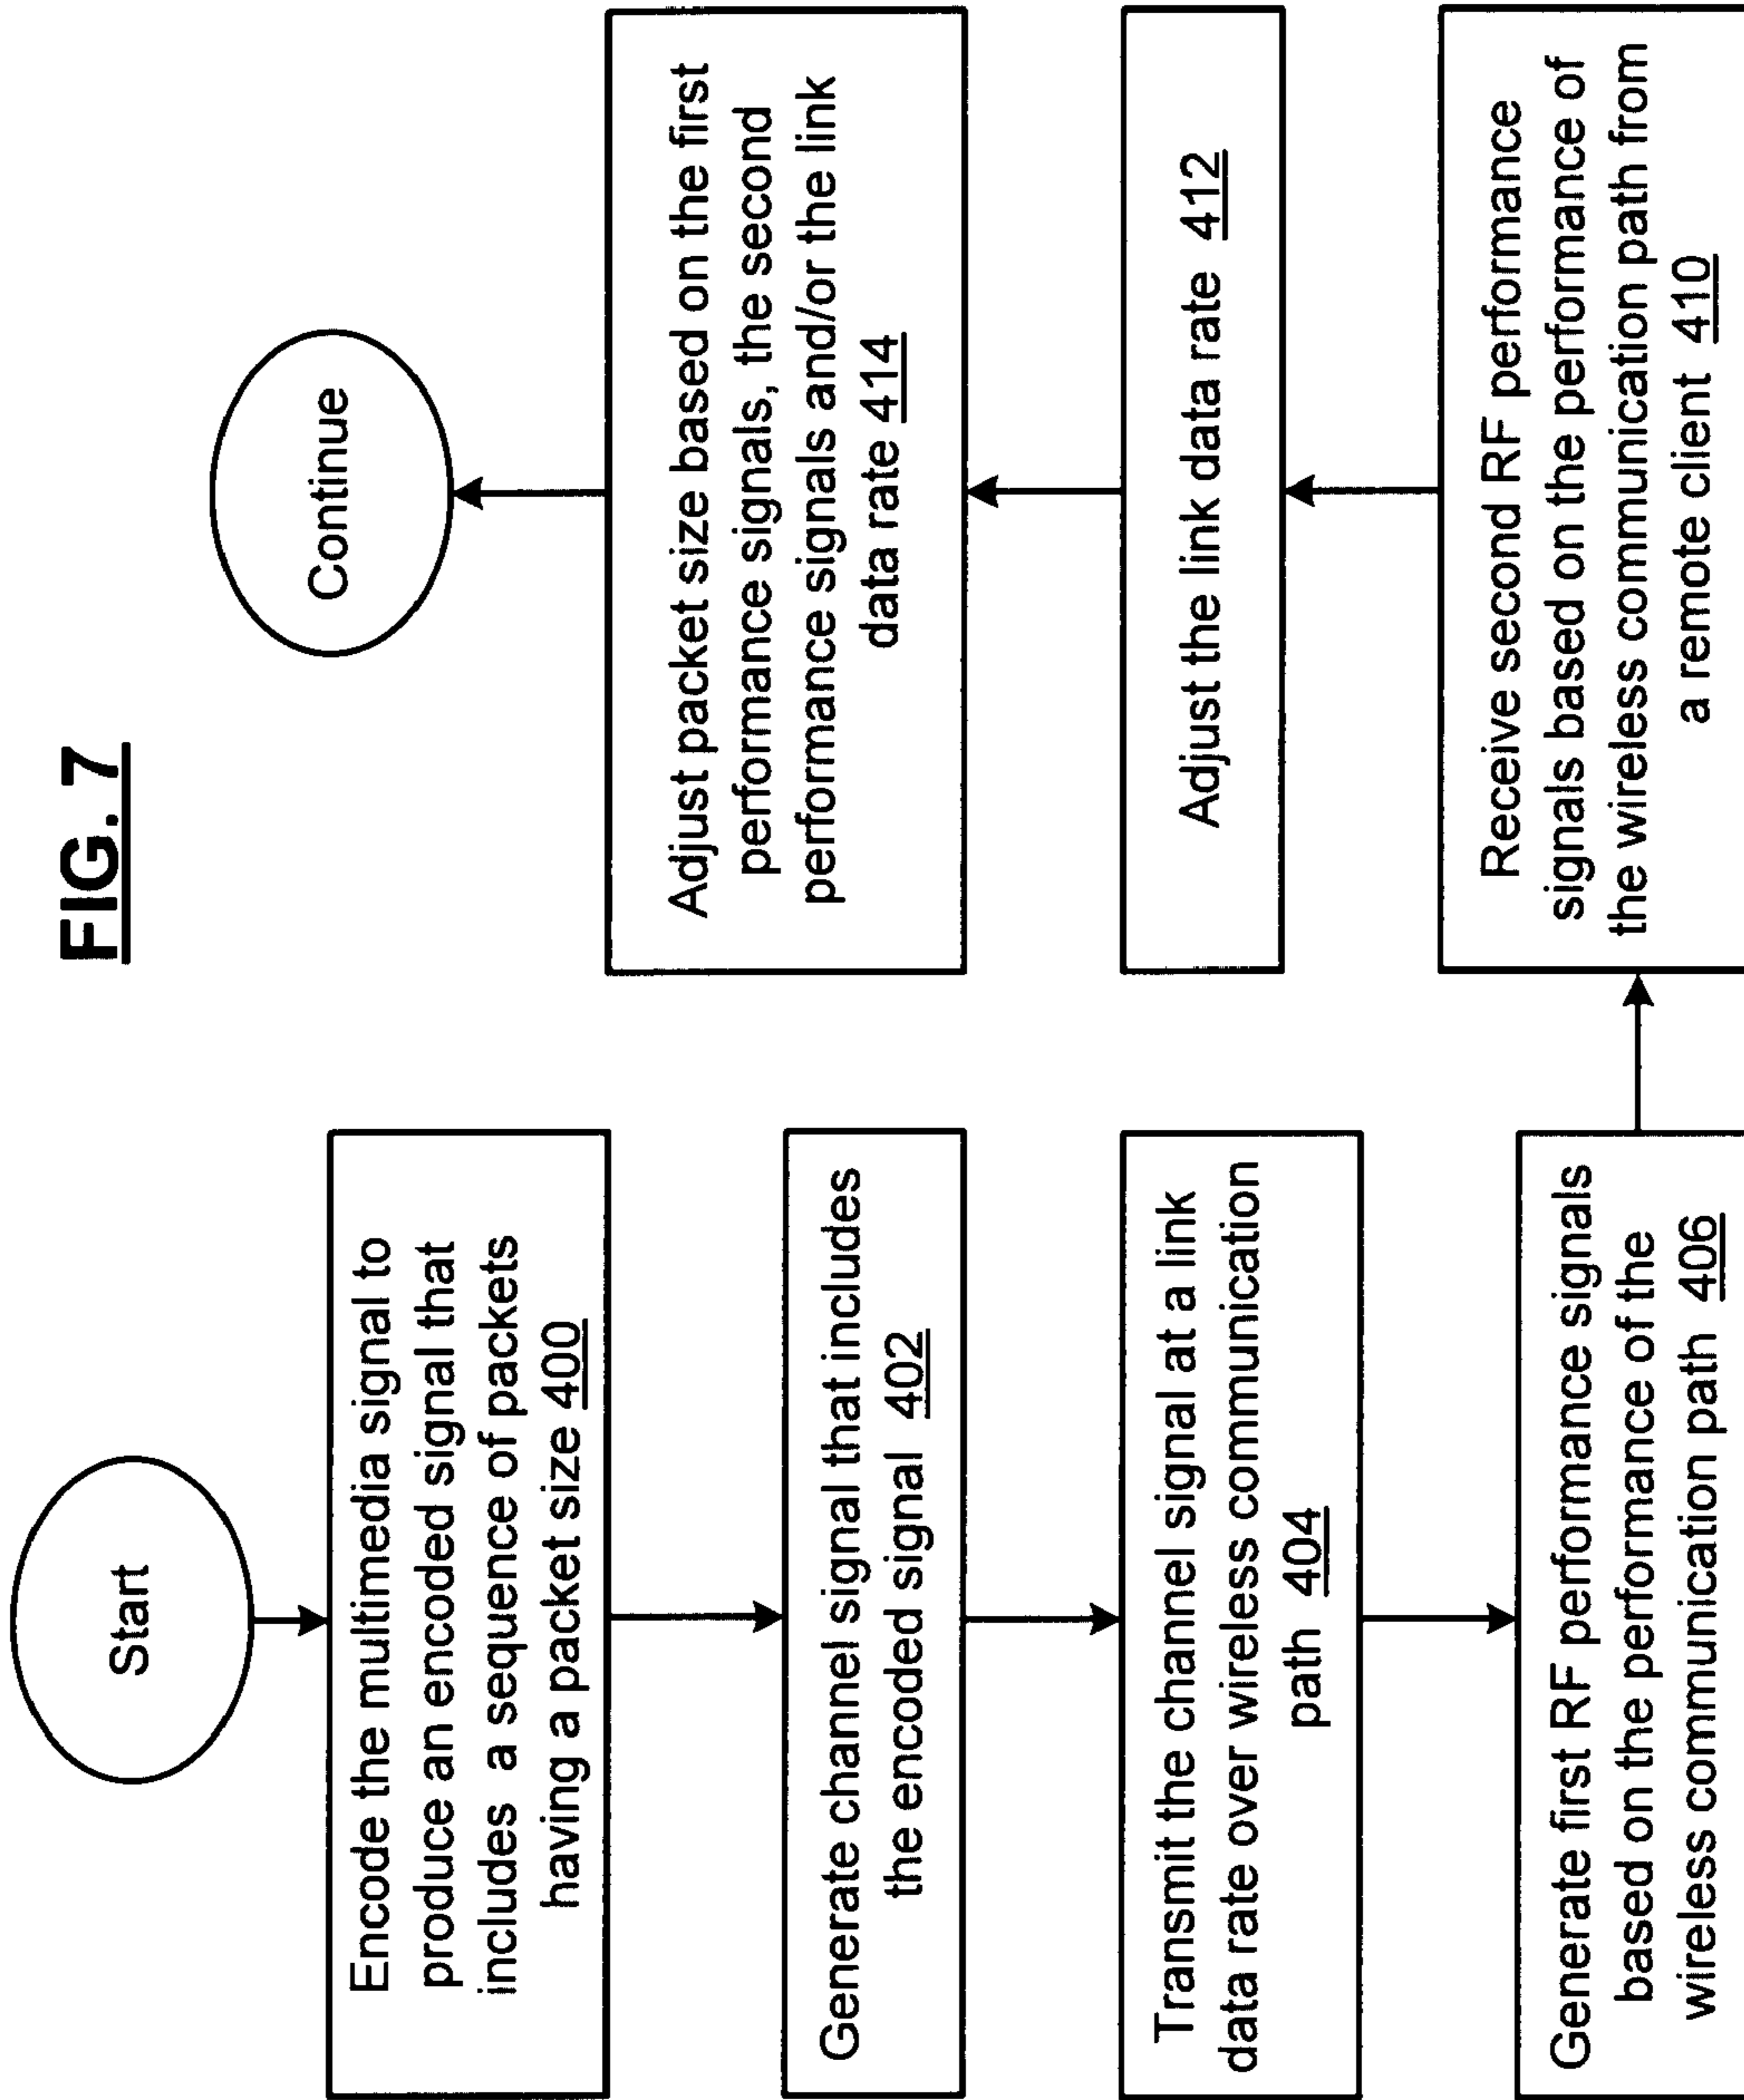 FIG. 7
Start
Encode the multimedia signal to
produce an encoded signal that
includes a sequence of packets
having a packet size 400
Generate channel signal that includes
the encoded signal 402
Transmit the channel signal at a link
data rate over wireless communication
path 404
Generate first RF performance signals
based on the performance of the
wireless communication path 406
Receive second RF performance
signals based on the performance of
the wireless communication path from
a remote client 410
Adjust the link data rate 412
Adjust packet size based on the first
performance signals, the second
performance signals and/or the link
data rate 414
Continue